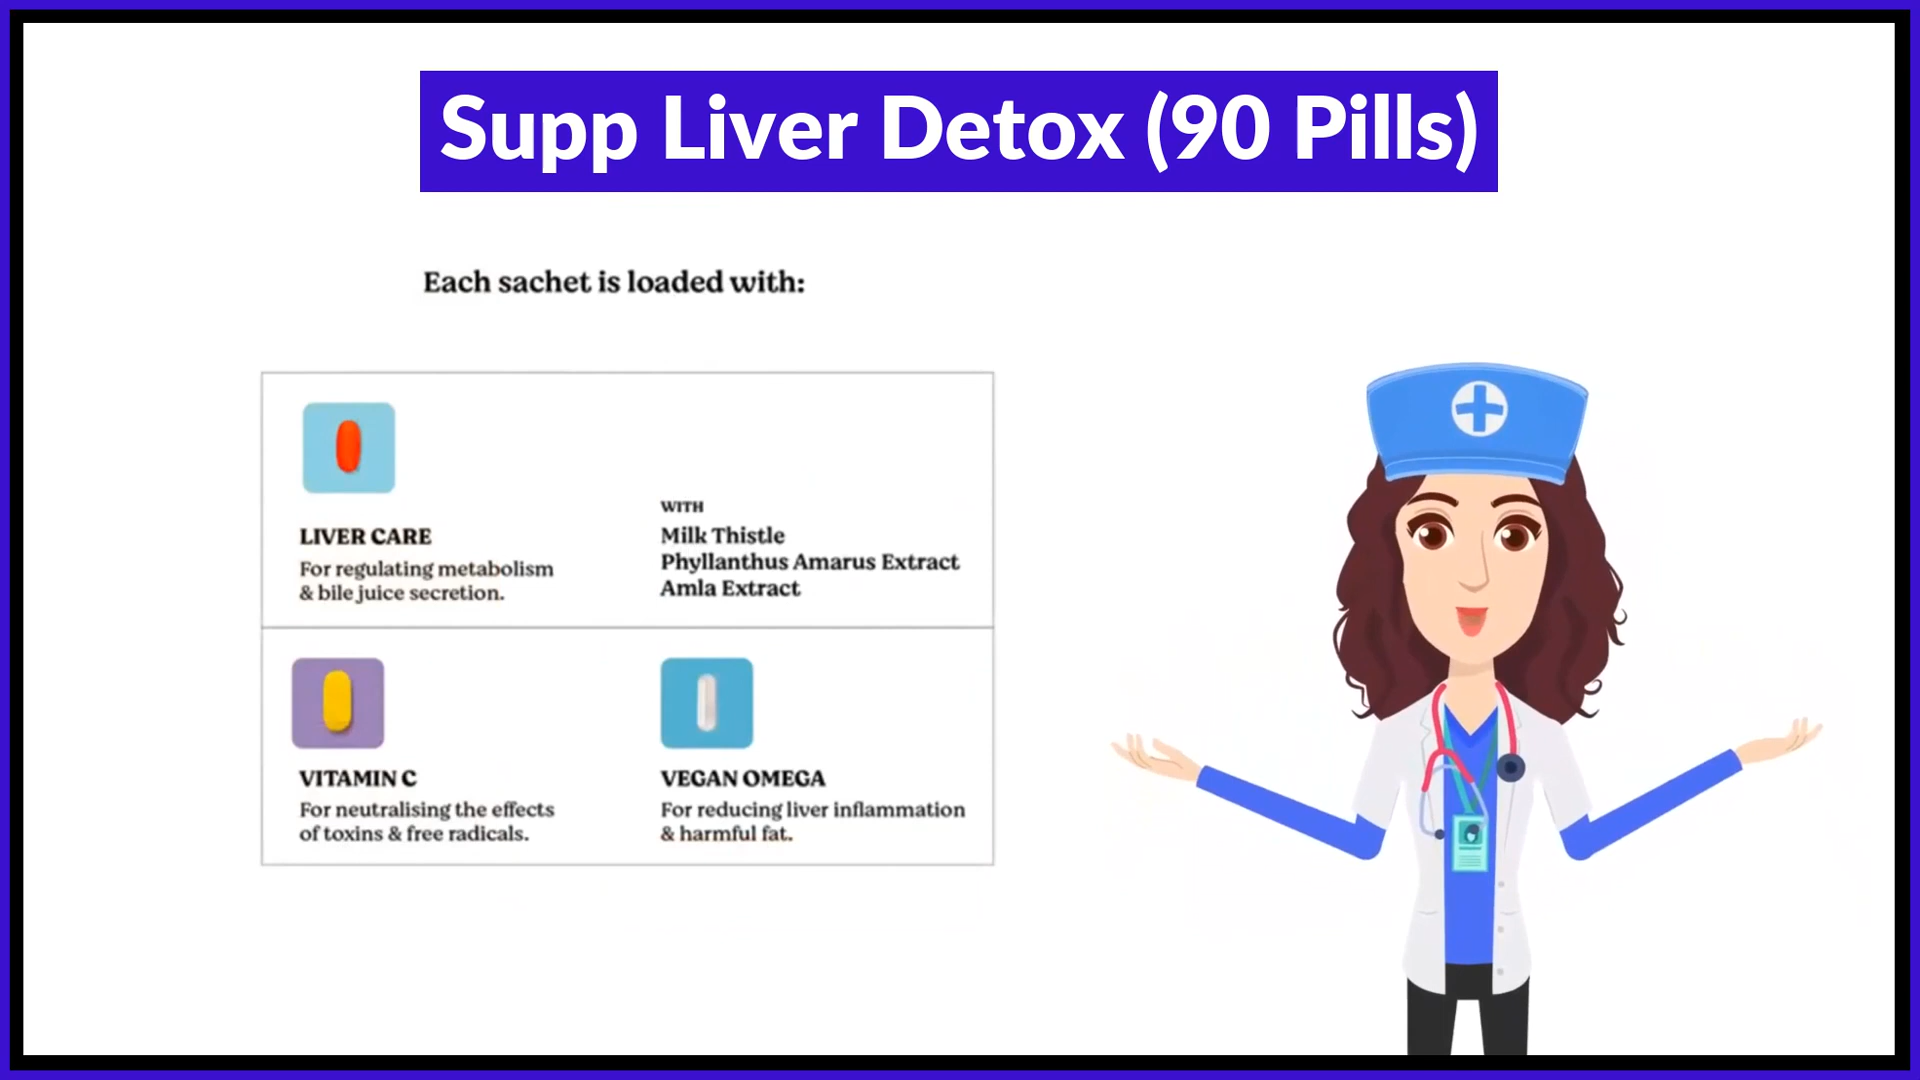 Supp Liver Detox (90 Pills)
Each sachet is loaded with:
LIVER CARE
For regulating metabolism
& bile juice secretion.
WITH
Milk Thistle
Phyllanthus Amarus Extract
Amla Extract
VITAMIN C
For neutralising the effects
of toxins & free radicals.
VEGAN OMEGA
For reducing liver inflammation
& harmful fat.